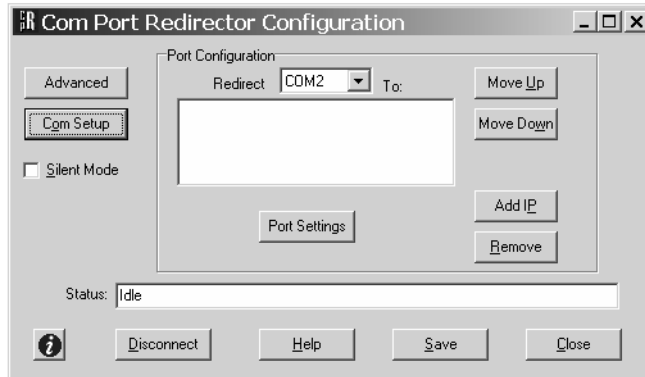 Com Port Redirector Configuration
Port Configuration
Advanced
Redirect COM2 To:
Move Up
Com Setup
Move Down
Silent Mode
Add IP
Port Settings
Remove
Status: Idle
Disconnect Help Save Close